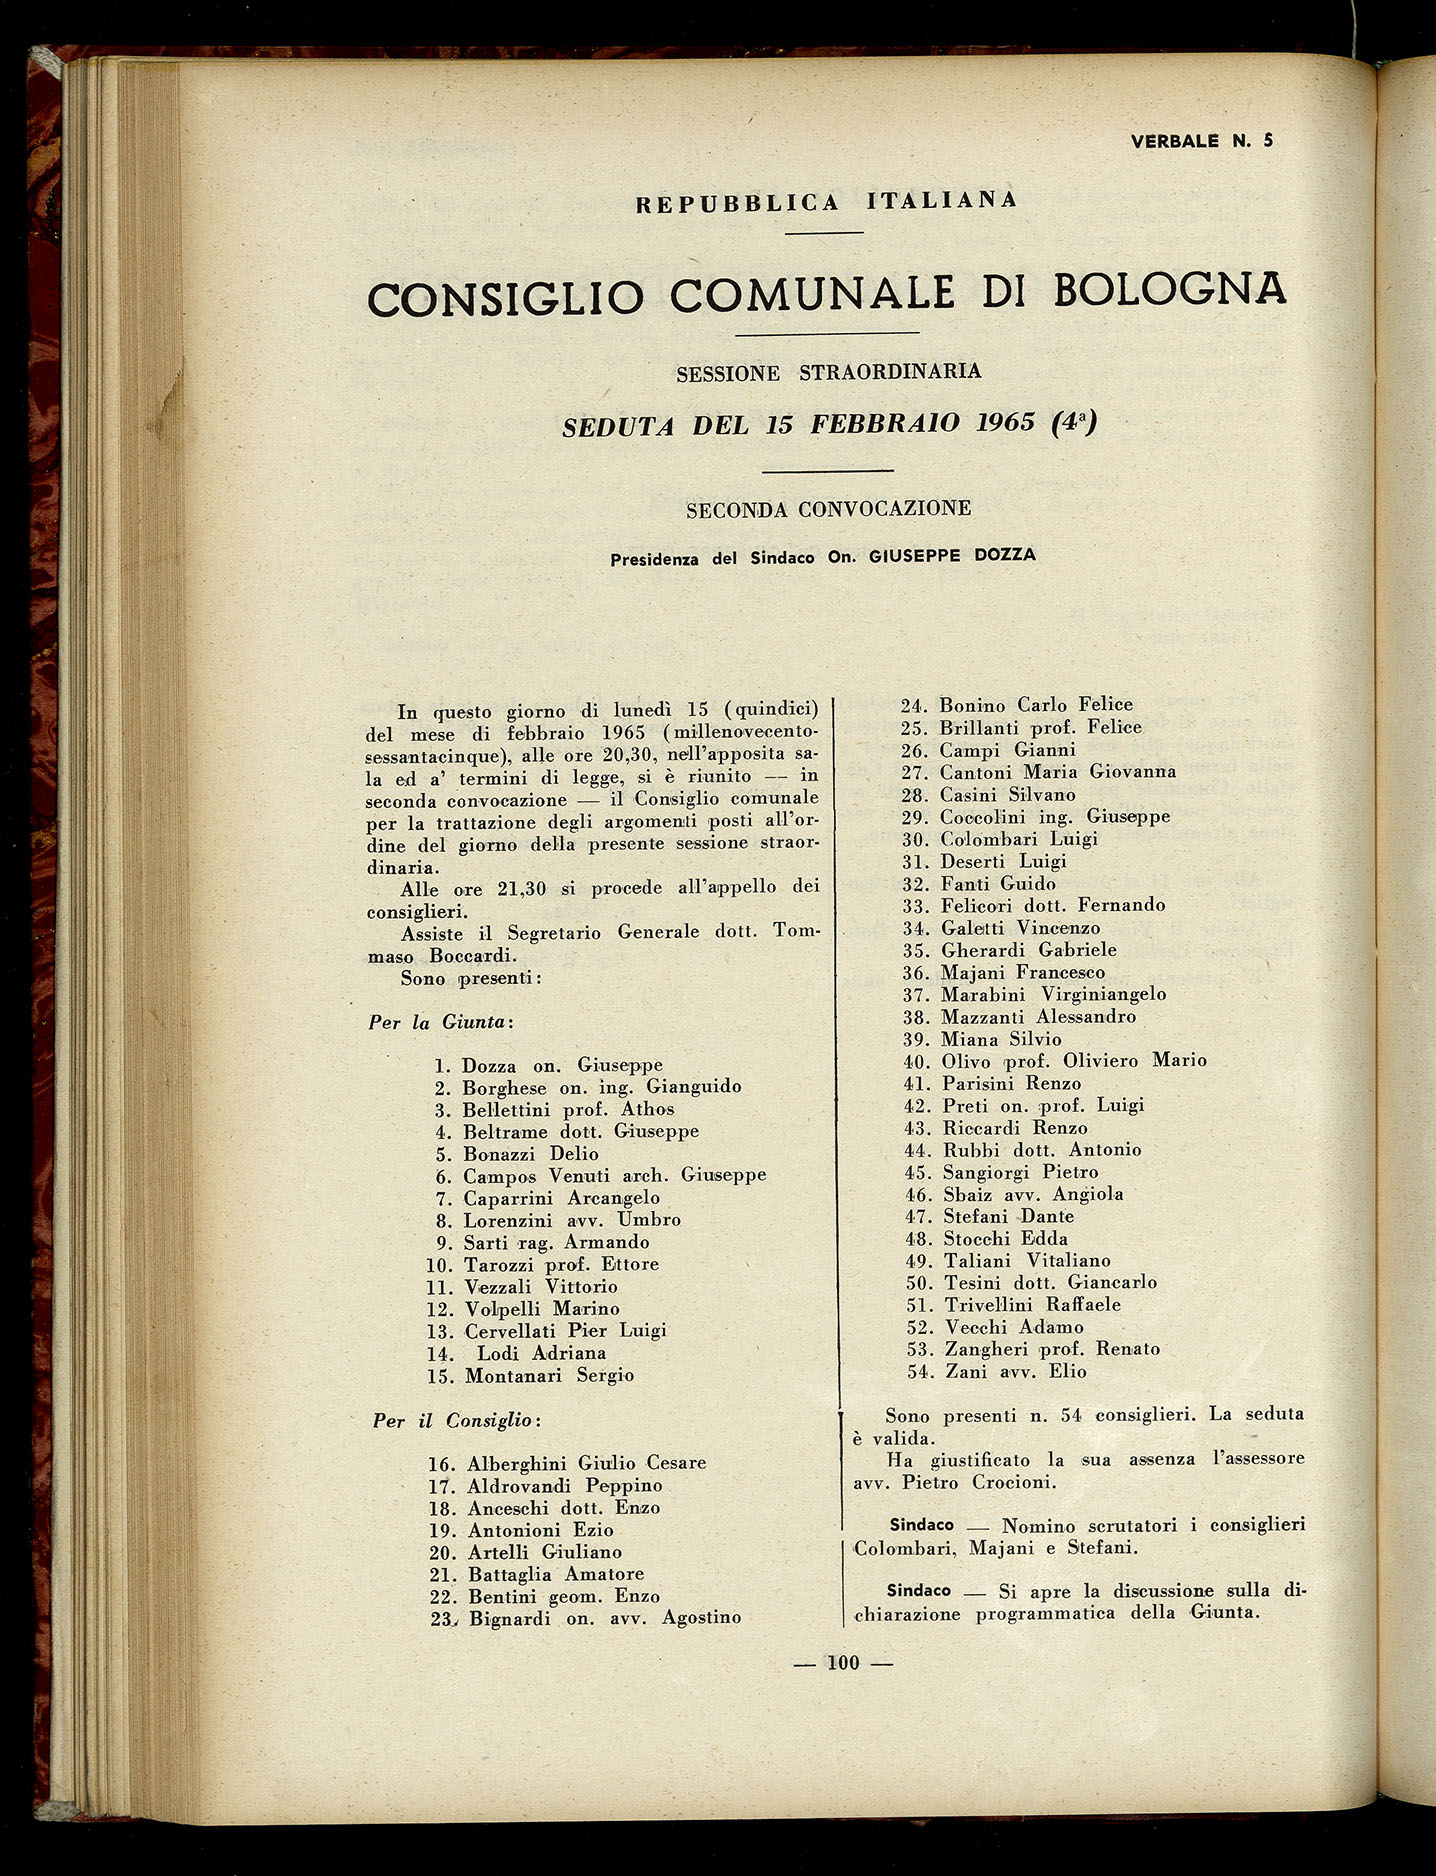 VERBALE N. 5
REPUBBLICA ITALIANA
CONSIGLIO COMUNALE DI BOLOGNA
SESSIONE STRAORDINARIA
SEDUTA DEL 15 FEBBRAIO 1965 (4ª)
SECONDA CONVOCAZIONE
Presidenza del Sindaco On. GIUSEPPE DOZZA
In questo giorno di lunedì 15 (quindici)
del mese di febbraio 1965 (millenovecento-
sessantacinque), alle ore 20,30, nell'apposita sa-
la ed a' termini di legge, si è riunito — in
seconda convocazione — il Consiglio comunale
per la trattazione degli argomenti posti all'or-
dine del giorno della presente sessione straor-
dinaria.
Alle ore 21,30 si procede all'appello dei
consiglieri.
Assiste il Segretario Generale dott. Tom-
maso Boccardi.
Sono presenti:
Per la Giunta:
1. Dozza on. Giuseppe
2. Borghese on. ing. Gianguido
3. Bellettini prof. Athos
4. Beltrame dott. Giuseppe
5. Bonazzi Delio
6. Campos Venuti arch. Giuseppe
7. Caparrini Arcangelo
8. Lorenzini avv. Umbro
9. Sarti rag. Armando
10. Tarozzi prof. Ettore
11. Vezzali Vittorio
12. Volpelli Marino
13. Cervellati Pier Luigi
14. Lodi Adriana
15. Montanari Sergio
Per il Consiglio:
16. Alberghini Giulio Cesare
17. Aldrovandi Peppino
18. Anceschi dott. Enzo
19. Antonioni Ezio
20. Artelli Giuliano
21. Battaglia Amatore
22. Bentini geom. Enzo
23. Bignardi on. avv. Agostino
24. Bonino Carlo Felice
25. Brillanti prof. Felice
26. Campi Gianni
27. Cantoni Maria Giovanna
28. Casini Silvano
29. Coccolini ing. Giuseppe
30. Colombari Luigi
31. Deserti Luigi
32. Fanti Guido
33. Felicori dott. Fernando
34. Galetti Vincenzo
35. Gherardi Gabriele
36. Majani Francesco
37. Marabini Virginiangelo
38. Mazzanti Alessandro
39. Miana Silvio
40. Olivo prof. Oliviero Mario
41. Parisini Renzo
42. Preti on. prof. Luigi
43. Riccardi Renzo
44. Rubbi dott. Antonio
45. Sangiorgi Pietro
46. Sbaiz avv. Angiola
47. Stefani Dante
48. Stocchi Edda
49. Taliani Vitaliano
50. Tesini dott. Giancarlo
51. Trivellini Raffaele
52. Vecchi Adamo
53. Zangheri prof. Renato
54. Zani avv. Elio
Sono presenti n. 54 consiglieri. La seduta
è valida.
Ha giustificato la sua assenza l'assessore
avv. Pietro Crocioni.
Sindaco — Nomino scrutatori i consiglieri
Colombari, Majani e Stefani.
Sindaco — Si apre la discussione sulla di-
chiarazione programmatica della Giunta.
— 100 —